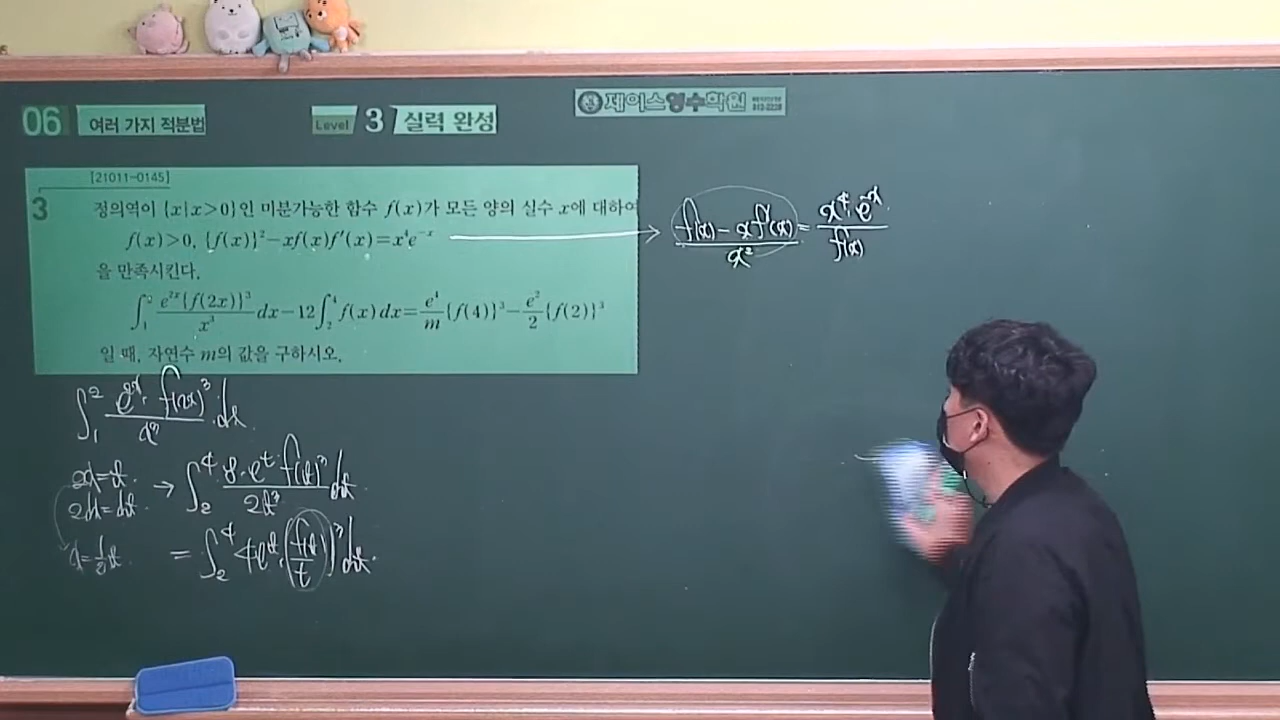 06 여러 가지 적분법
Level 3 실력 완성
제이스영수학원
[21011-0145]
3 정의역이 {x|x>0}인 미분가능한 함수 f(x)가 모든 양의 실수 x에 대하여
f(x)>0, {f(x)}²−xf(x)f′(x)=x⁴e⁻ˣ
을 만족시킨다.
∫₁² e²ˣ{f(2x)}³/x³ dx−12∫₂⁴ f(x)dx=e⁴/m{f(4)}³−e²/2{f(2)}³
일 때, 자연수 m의 값을 구하시오.
(f(x)−xf′(x))/x² = x⁴·e⁻ˣ/f(x)
∫₁² e²ˣ·f(2x)³/x³ dx
2x=t
2dx=dt → ∫₂⁴ 8·eᵗ·f(t)³/2t³ dt
x=½t = ∫₂⁴ 4eᵗ·(f(t)/t)³dt